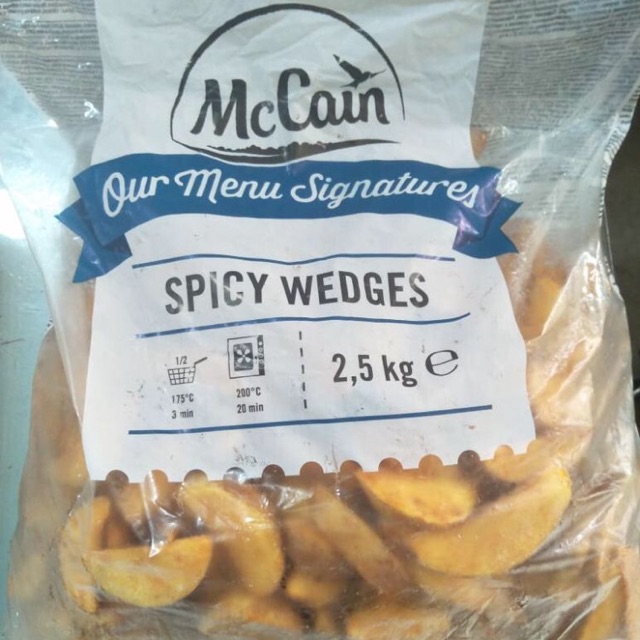 McCain
Our Menu Signatures
SPICY WEDGES
1/2
175°C
3 min
200°C
20 min
2,5 kg e